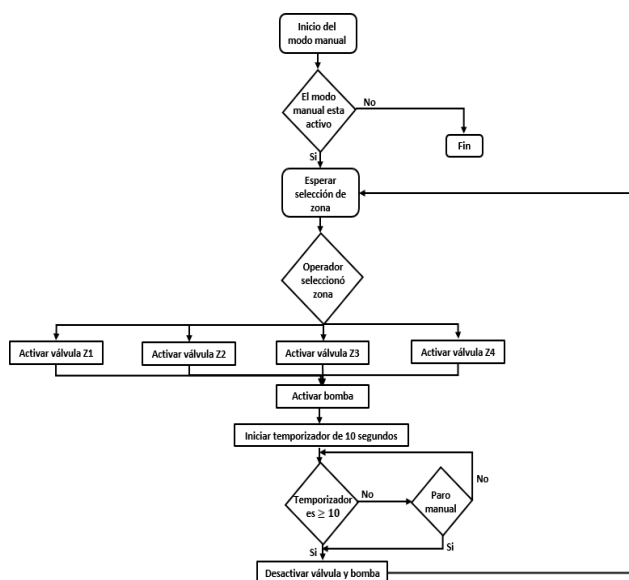 Inicio del
modo manual
El modo
manual esta
activo
No
Fin
Si
Esperar
selección de
zona
Operador
seleccionó
zona
Activar válvula Z1
Activar válvula Z2
Activar válvula Z3
Activar válvula Z4
Activar bomba
Iniciar temporizador de 10 segundos
Temporizador
es ≥ 10
No
Paro
manual
No
Si
Si
Desactivar válvula y bomba